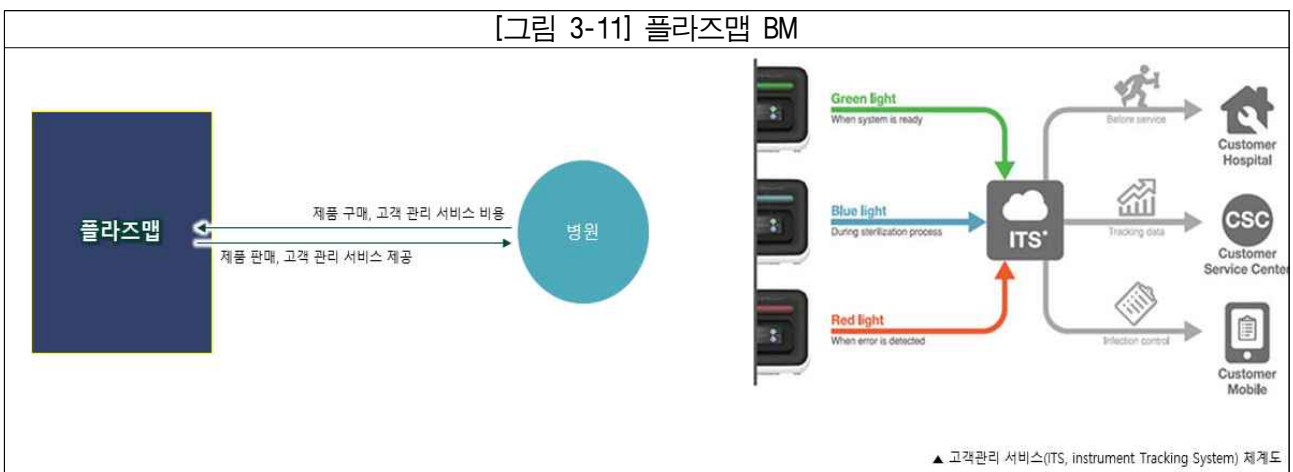 [그림 3-11] 플라즈맵 BM
플라즈맵
제품 구매, 고객 관리 서비스 비용
제품 판매, 고객 관리 서비스 제공
병원
Green light
When system is ready
Blue light
During sterilization process
Red light
When error is detected
ITS*
Before service
Tracking data
Infection control
Customer
Hospital
CSC
Customer
Service Center
Customer
Mobile
▲ 고객관리 서비스(ITS, instrument Tracking System) 체계도